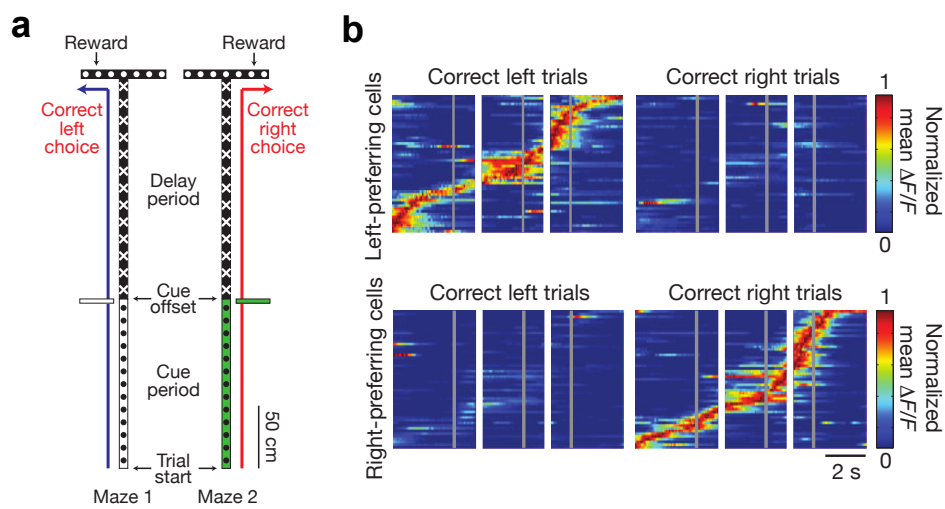 a
Reward
Reward
Correct
left
choice
Correct
right
choice
Delay
period
Cue
offset
Cue
period
Trial
start
50 cm
Maze 1
Maze 2
b
Correct left trials
Correct right trials
Left-preferring cells
1
0
Normalized
mean ΔF/F
Correct left trials
Correct right trials
Right-preferring cells
1
0
Normalized
mean ΔF/F
2 s